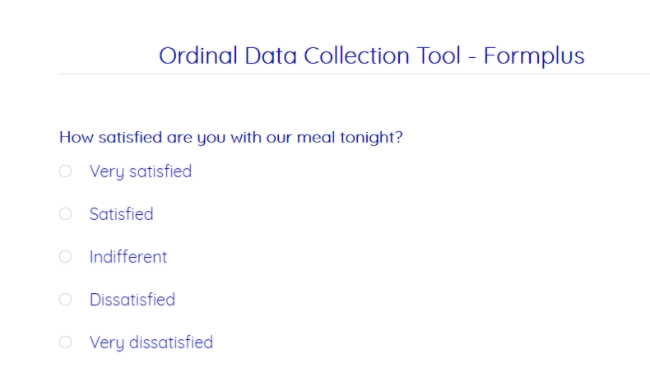 Ordinal Data Collection Tool - Formplus
How satisfied are you with our meal tonight?
Very satisfied
Satisfied
Indifferent
Dissatisfied
Very dissatisfied